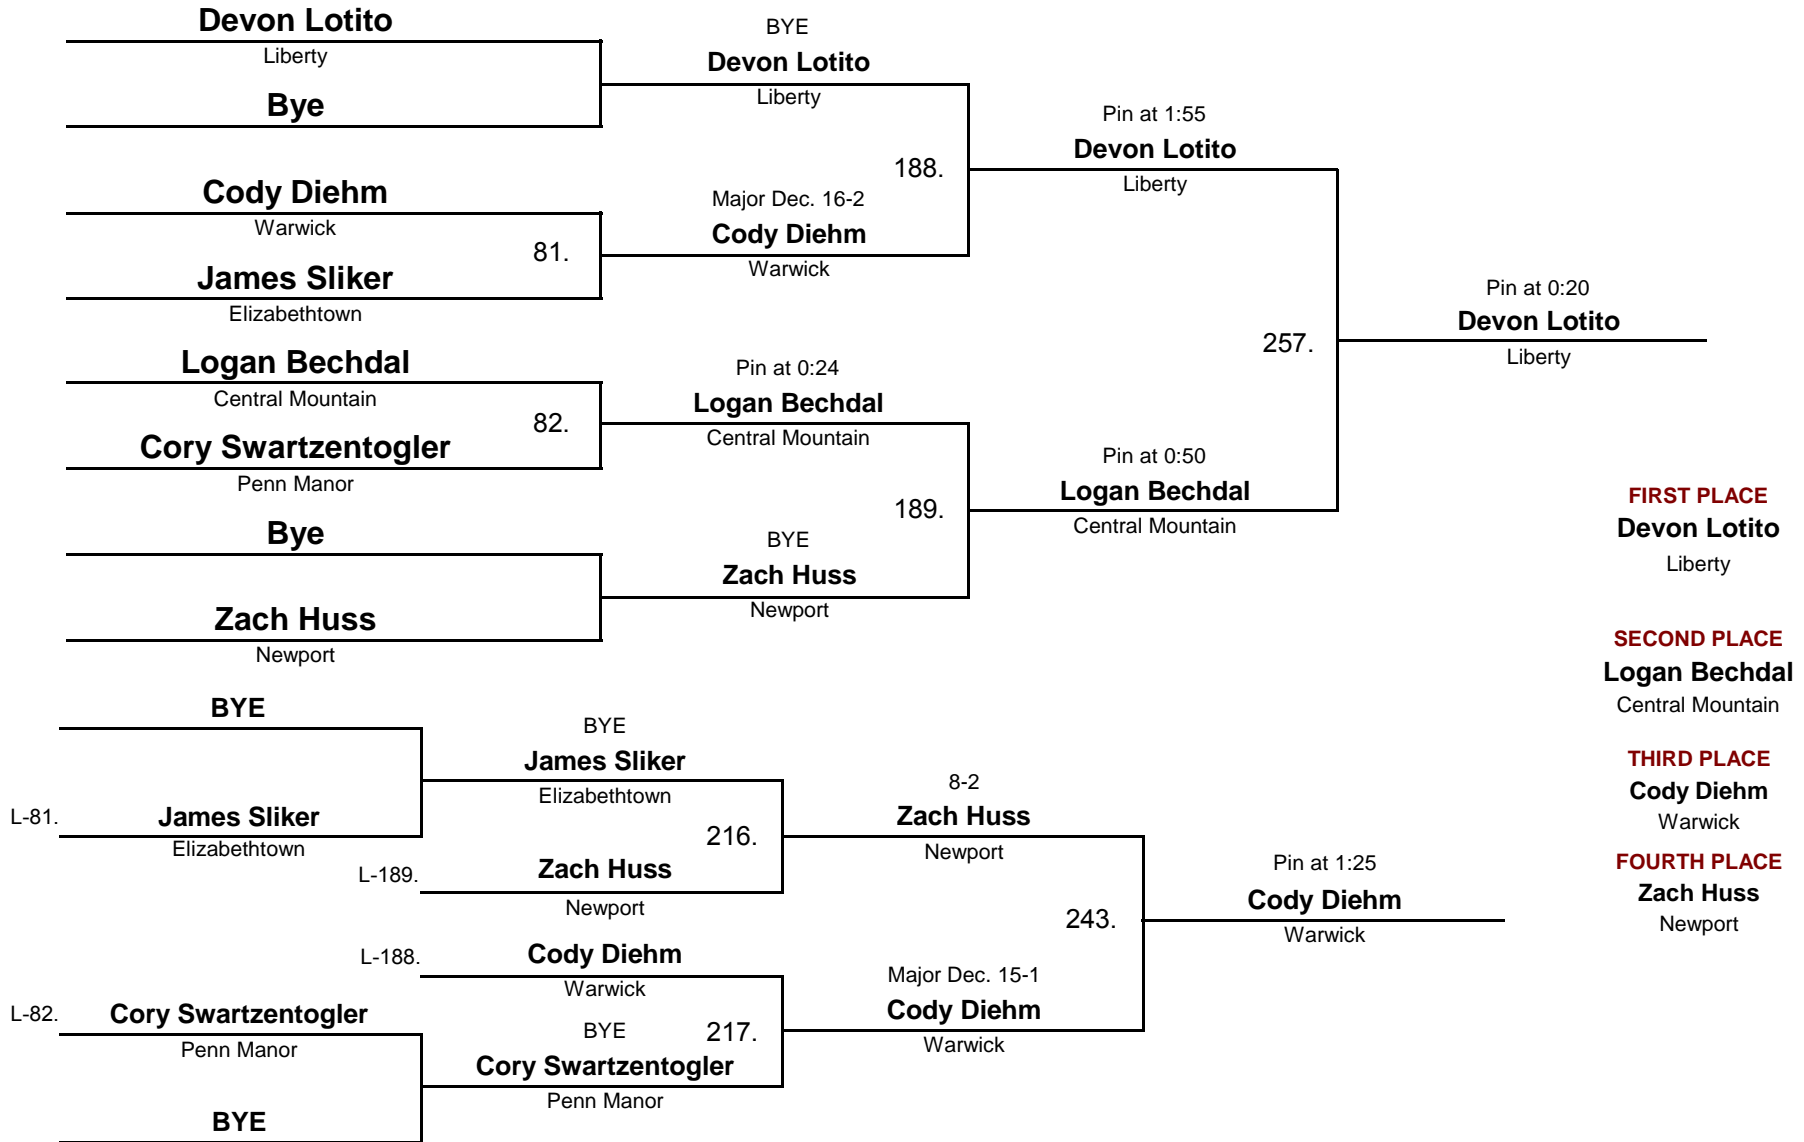 Devon Lotito
Liberty
Bye
Cody Diehm
Warwick
81.
James Sliker
Elizabethtown
Logan Bechdal
Central Mountain
82.
Cory Swartzentogler
Penn Manor
Bye
Zach Huss
Newport
BYE
Devon Lotito
Liberty
188.
Major Dec. 16-2
Cody Diehm
Warwick
Pin at 0:24
Logan Bechdal
Central Mountain
189.
BYE
Zach Huss
Newport
Pin at 1:55
Devon Lotito
Liberty
257.
Pin at 0:50
Logan Bechdal
Central Mountain
Pin at 0:20
Devon Lotito
Liberty
FIRST PLACE
Devon Lotito
Liberty
SECOND PLACE
Logan Bechdal
Central Mountain
THIRD PLACE
Cody Diehm
Warwick
FOURTH PLACE
Zach Huss
Newport
BYE
L-81.
James Sliker
Elizabethtown
BYE
James Sliker
Elizabethtown
216.
L-189.
Zach Huss
Newport
L-188.
Cody Diehm
Warwick
L-82.
Cory Swartzentogler
Penn Manor
BYE
217.
Cory Swartzentogler
Penn Manor
BYE
8-2
Zach Huss
Newport
243.
Major Dec. 15-1
Cody Diehm
Warwick
Pin at 1:25
Cody Diehm
Warwick